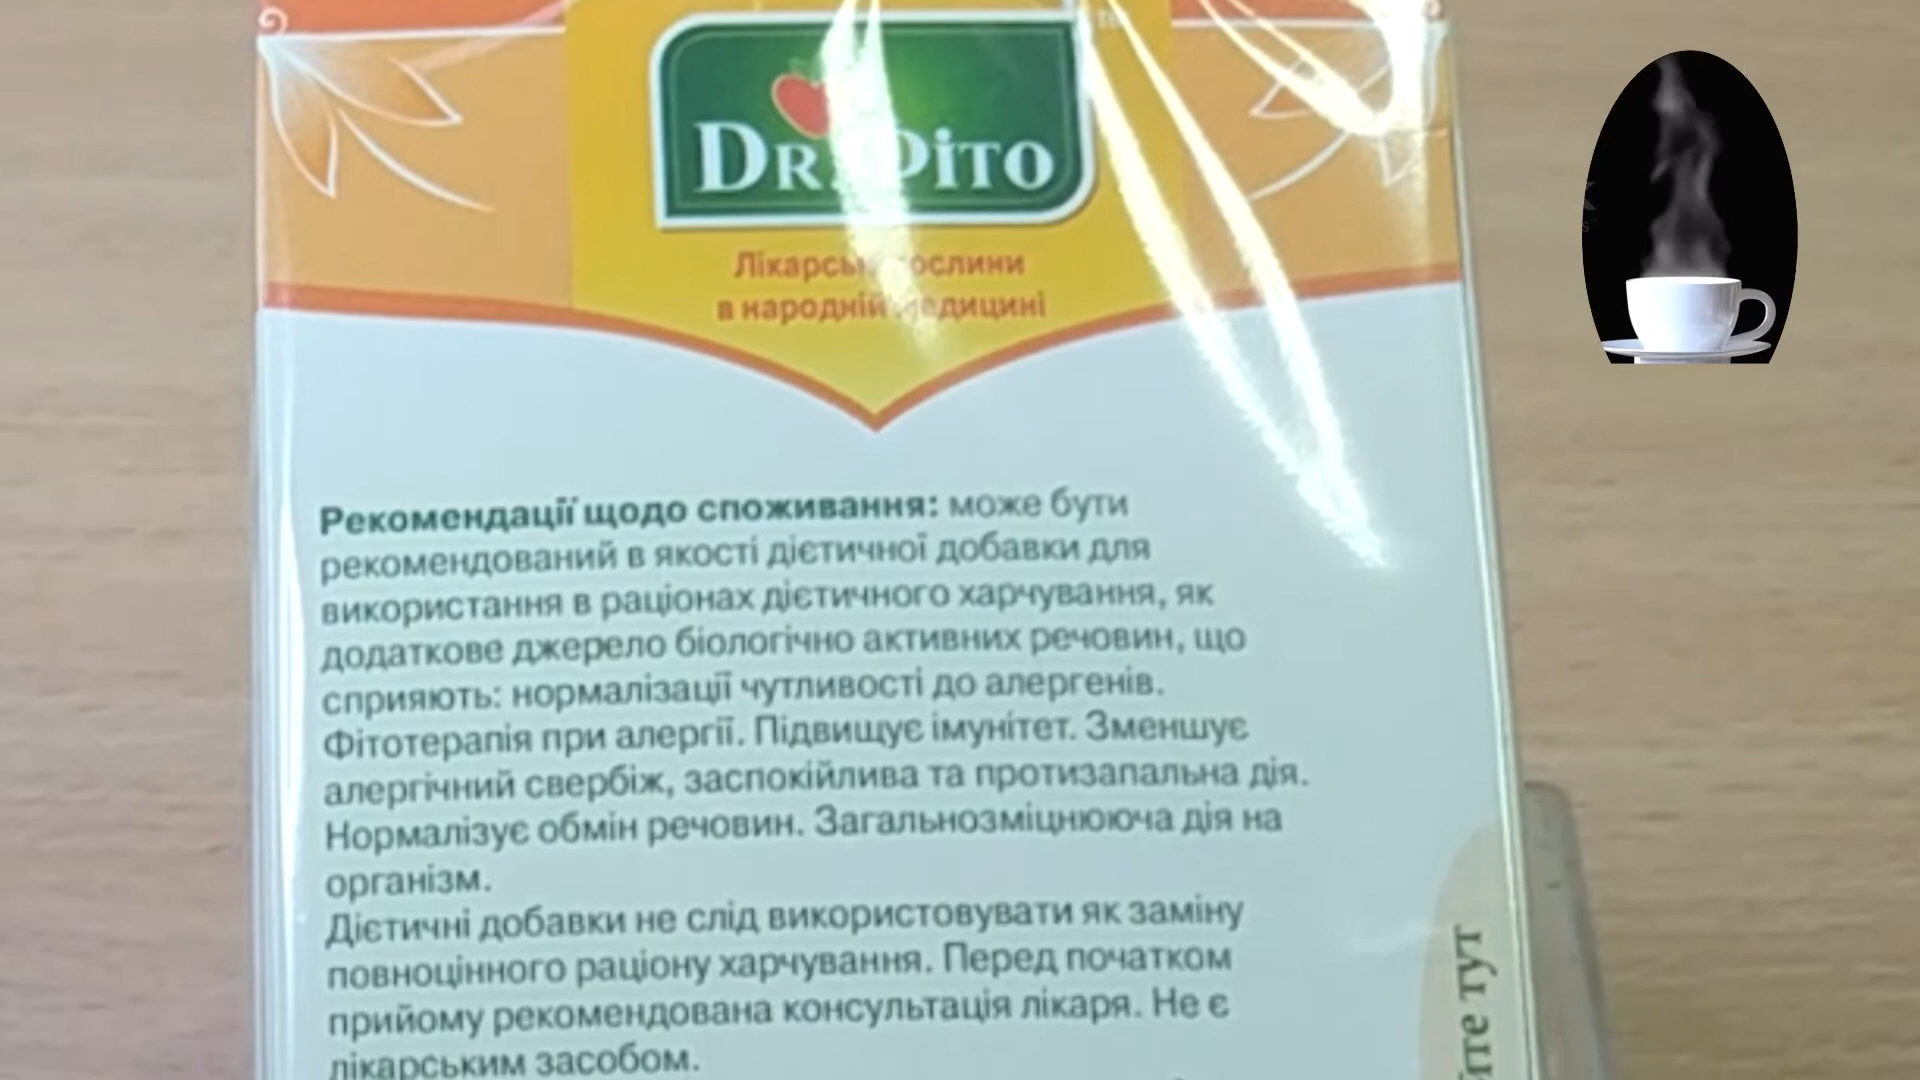 DR. Фіто
TM
Лікарські рослини
в народній медицині
Рекомендації щодо споживання: може бути
рекомендований в якості дієтичної добавки для
використання в раціонах дієтичного харчування, як
додаткове джерело біологічно активних речовин, що
сприяють: нормалізації чутливості до алергенів.
Фітотерапія при алергії. Підвищує імунітет. Зменшує
алергічний свербіж, заспокійлива та протизапальна дія.
Нормалізує обмін речовин. Загальнозміцнююча дія на
організм.
Дієтичні добавки не слід використовувати як заміну
повноцінного раціону харчування. Перед початком
прийому рекомендована консультація лікаря. Не є
лікарським засобом.
тут